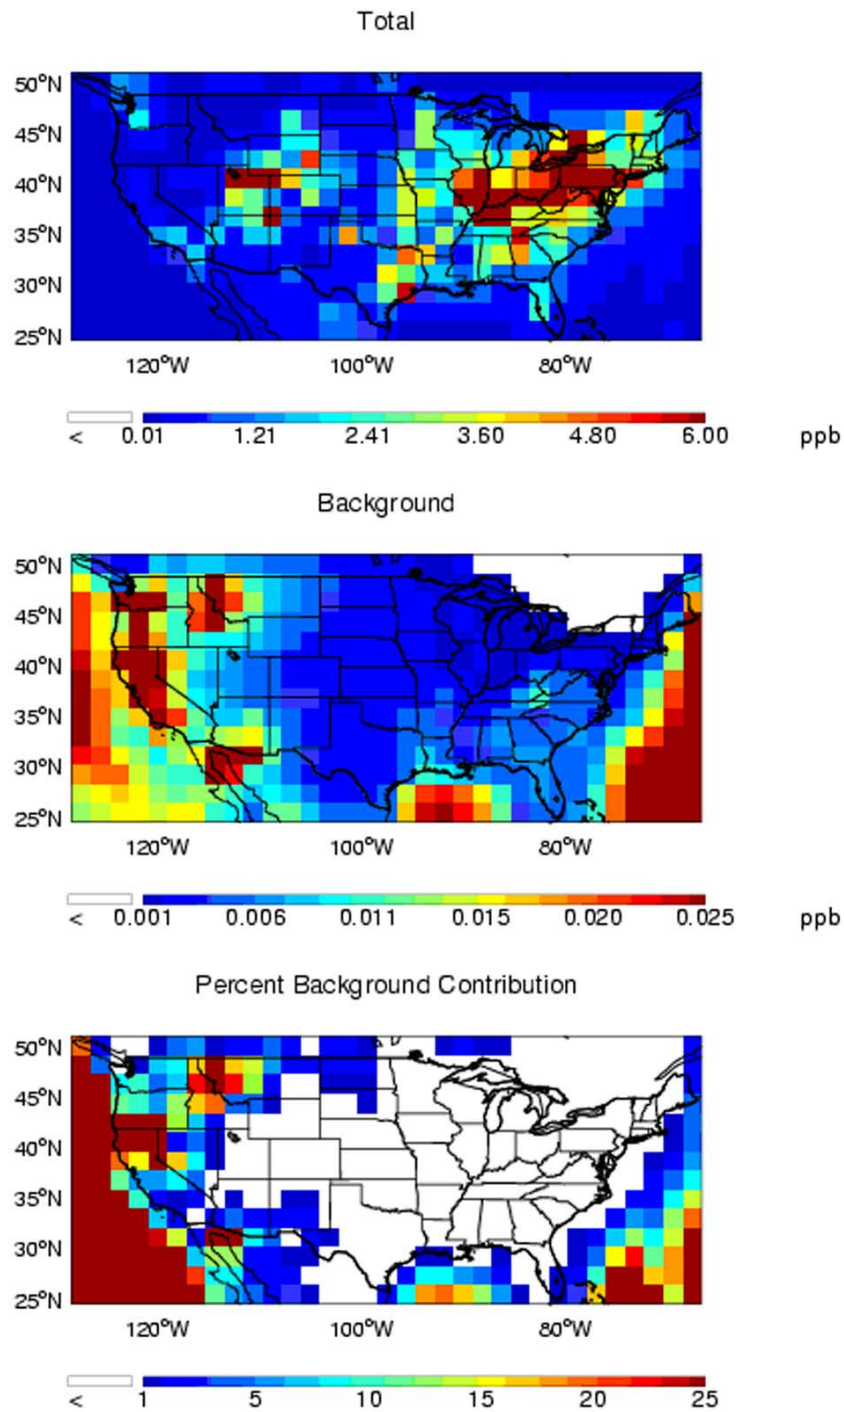 Total
50°N
45°N
40°N
35°N
30°N
25°N
120°W 100°W 80°W
< 0.01 1.21 2.41 3.60 4.80 6.00 ppb
Background
50°N
45°N
40°N
35°N
30°N
25°N
120°W 100°W 80°W
< 0.001 0.006 0.011 0.015 0.020 0.025 ppb
Percent Background Contribution
50°N
45°N
40°N
35°N
30°N
25°N
120°W 100°W 80°W
< 1 5 10 15 20 25